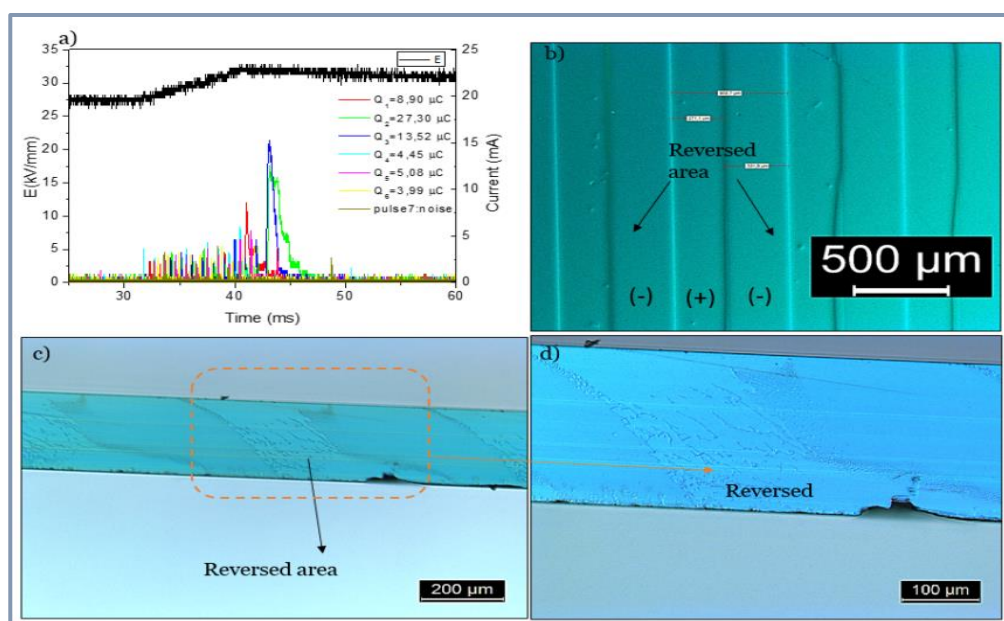 a)
35
30
25
20
15
10
5
0
E(kV/mm)
30
40
50
60
Time (ms)
25
20
15
10
5
0
Current (mA)
E
Q1=8,90 µC
Q2=27,30 µC
Q3=13,52 µC
Q4=4,45 µC
Q5=5,08 µC
Q6=3,99 µC
pulse7:noise
b)
Reversed
area
(-)
(+)
(-)
500 µm
c)
Reversed area
200 µm
d)
Reversed
100 µm